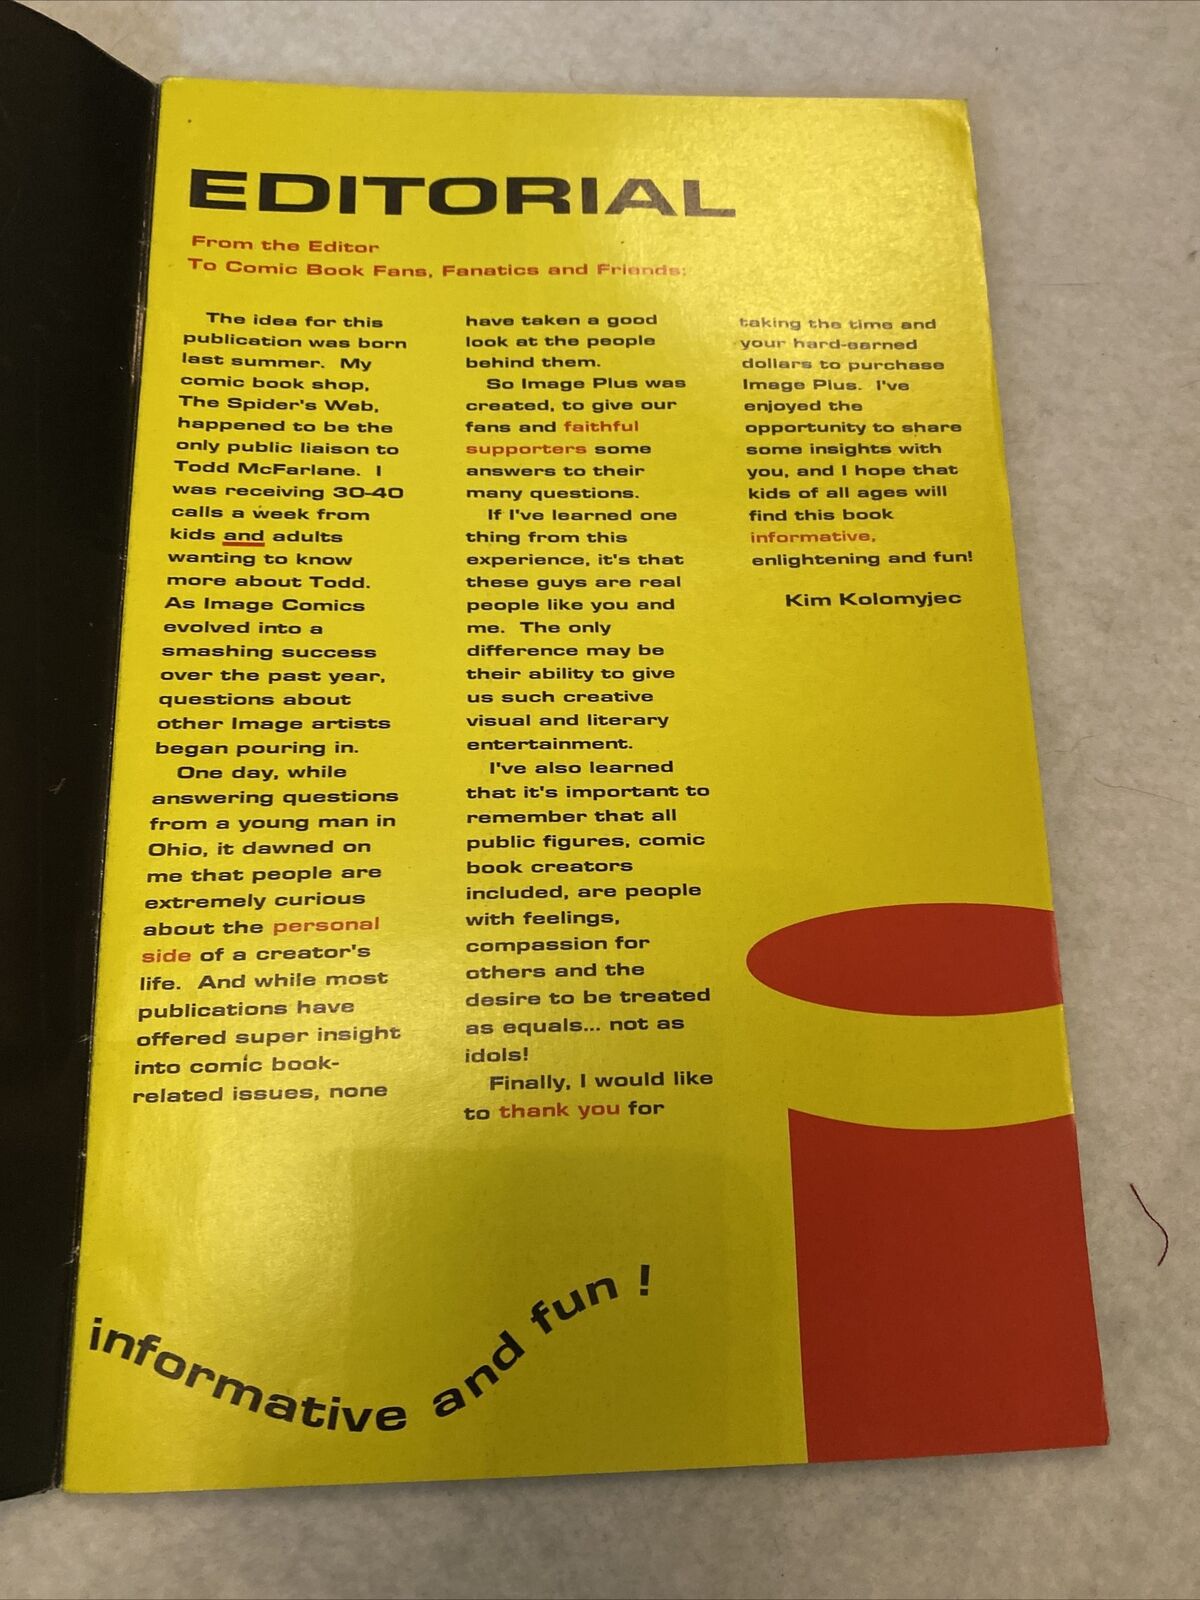 EDITORIAL
From the Editor
To Comic Book Fans, Fanatics and Friends:
The idea for this
publication was born
last summer. My
comic book shop,
The Spider's Web,
happened to be the
only public liaison to
Todd McFarlane. I
was receiving 30-40
calls a week from
kids and adults
wanting to know
more about Todd.
As Image Comics
evolved into a
smashing success
over the past year,
questions about
other Image artists
began pouring in.
One day, while
answering questions
from a young man in
Ohio, it dawned on
me that people are
extremely curious
about the personal
side of a creator's
life. And while most
publications have
offered super insight
into comic book-
related issues, none
have taken a good
look at the people
behind them.
So Image Plus was
created, to give our
fans and faithful
supporters some
answers to their
many questions.
If I've learned one
thing from this
experience, it's that
these guys are real
people like you and
me. The only
difference may be
their ability to give
us such creative
visual and literary
entertainment.
I've also learned
that it's important to
remember that all
public figures, comic
book creators
included, are people
with feelings,
compassion for
others and the
desire to be treated
as equals... not as
idols!
Finally, I would like
to thank you for
taking the time and
your hard-earned
dollars to purchase
Image Plus. I've
enjoyed the
opportunity to share
some insights with
you, and I hope that
kids of all ages will
find this book
informative,
enlightening and fun!
Kim Kolomyjec
informative and fun !
i